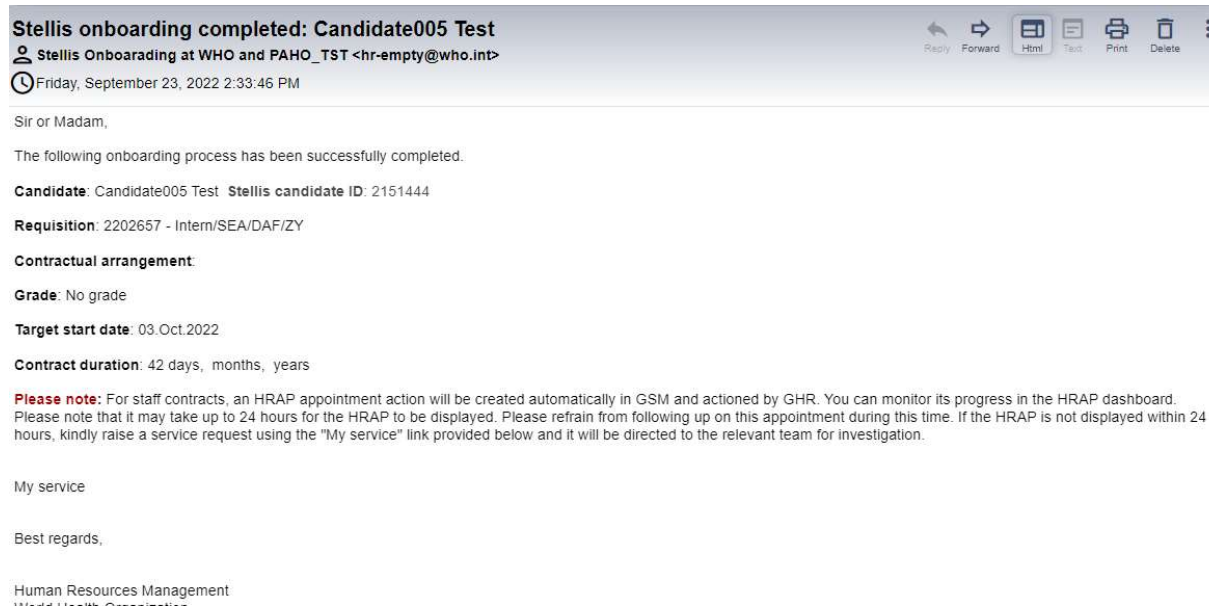 Stellis onboarding completed: Candidate005 Test
Stellis Onboarading at WHO and PAHO_TST <hr-empty@who.int>
Friday, September 23, 2022 2:33:46 PM
Reply Forward Html Text Print Delete
Sir or Madam,
The following onboarding process has been successfully completed.
Candidate: Candidate005 Test Stellis candidate ID: 2151444
Requisition: 2202657 - Intern/SEA/DAF/ZY
Contractual arrangement:
Grade: No grade
Target start date: 03.Oct.2022
Contract duration: 42 days, months, years
Please note: For staff contracts, an HRAP appointment action will be created automatically in GSM and actioned by GHR. You can monitor its progress in the HRAP dashboard.
Please note that it may take up to 24 hours for the HRAP to be displayed. Please refrain from following up on this appointment during this time. If the HRAP is not displayed within 24
hours, kindly raise a service request using the "My service" link provided below and it will be directed to the relevant team for investigation.
My service
Best regards,
Human Resources Management
World Health Organization